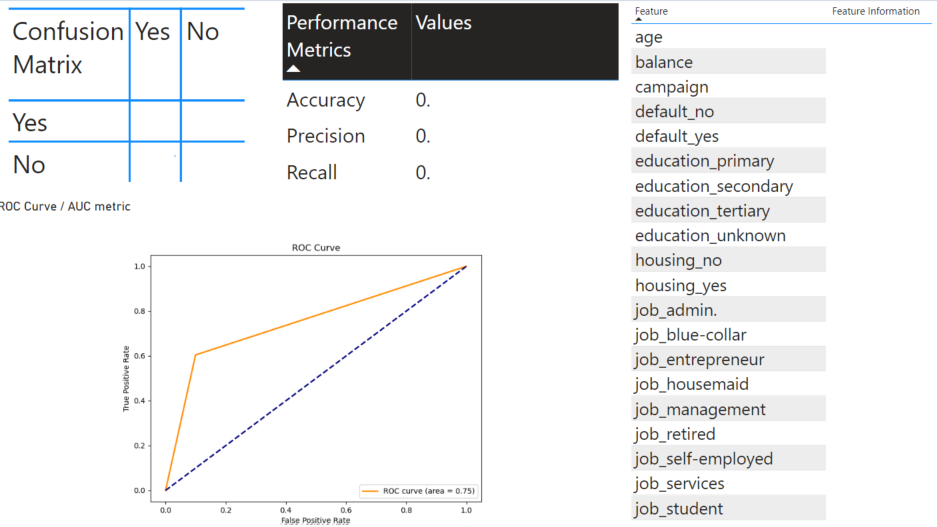 Confusion Matrix Yes No
Yes
No
Performance Metrics Values
Accuracy 0.
Precision 0.
Recall 0.
ROC Curve / AUC metric
ROC Curve
True Positive Rate
1.0
0.8
0.6
0.4
0.2
0.0
0.0 0.2 0.4 0.6 0.8 1.0
False Positive Rate
ROC curve (area = 0.75)
Feature Feature Information
age
balance
campaign
default_no
default_yes
education_primary
education_secondary
education_tertiary
education_unknown
housing_no
housing_yes
job_admin.
job_blue-collar
job_entrepreneur
job_housemaid
job_management
job_retired
job_self-employed
job_services
job_student